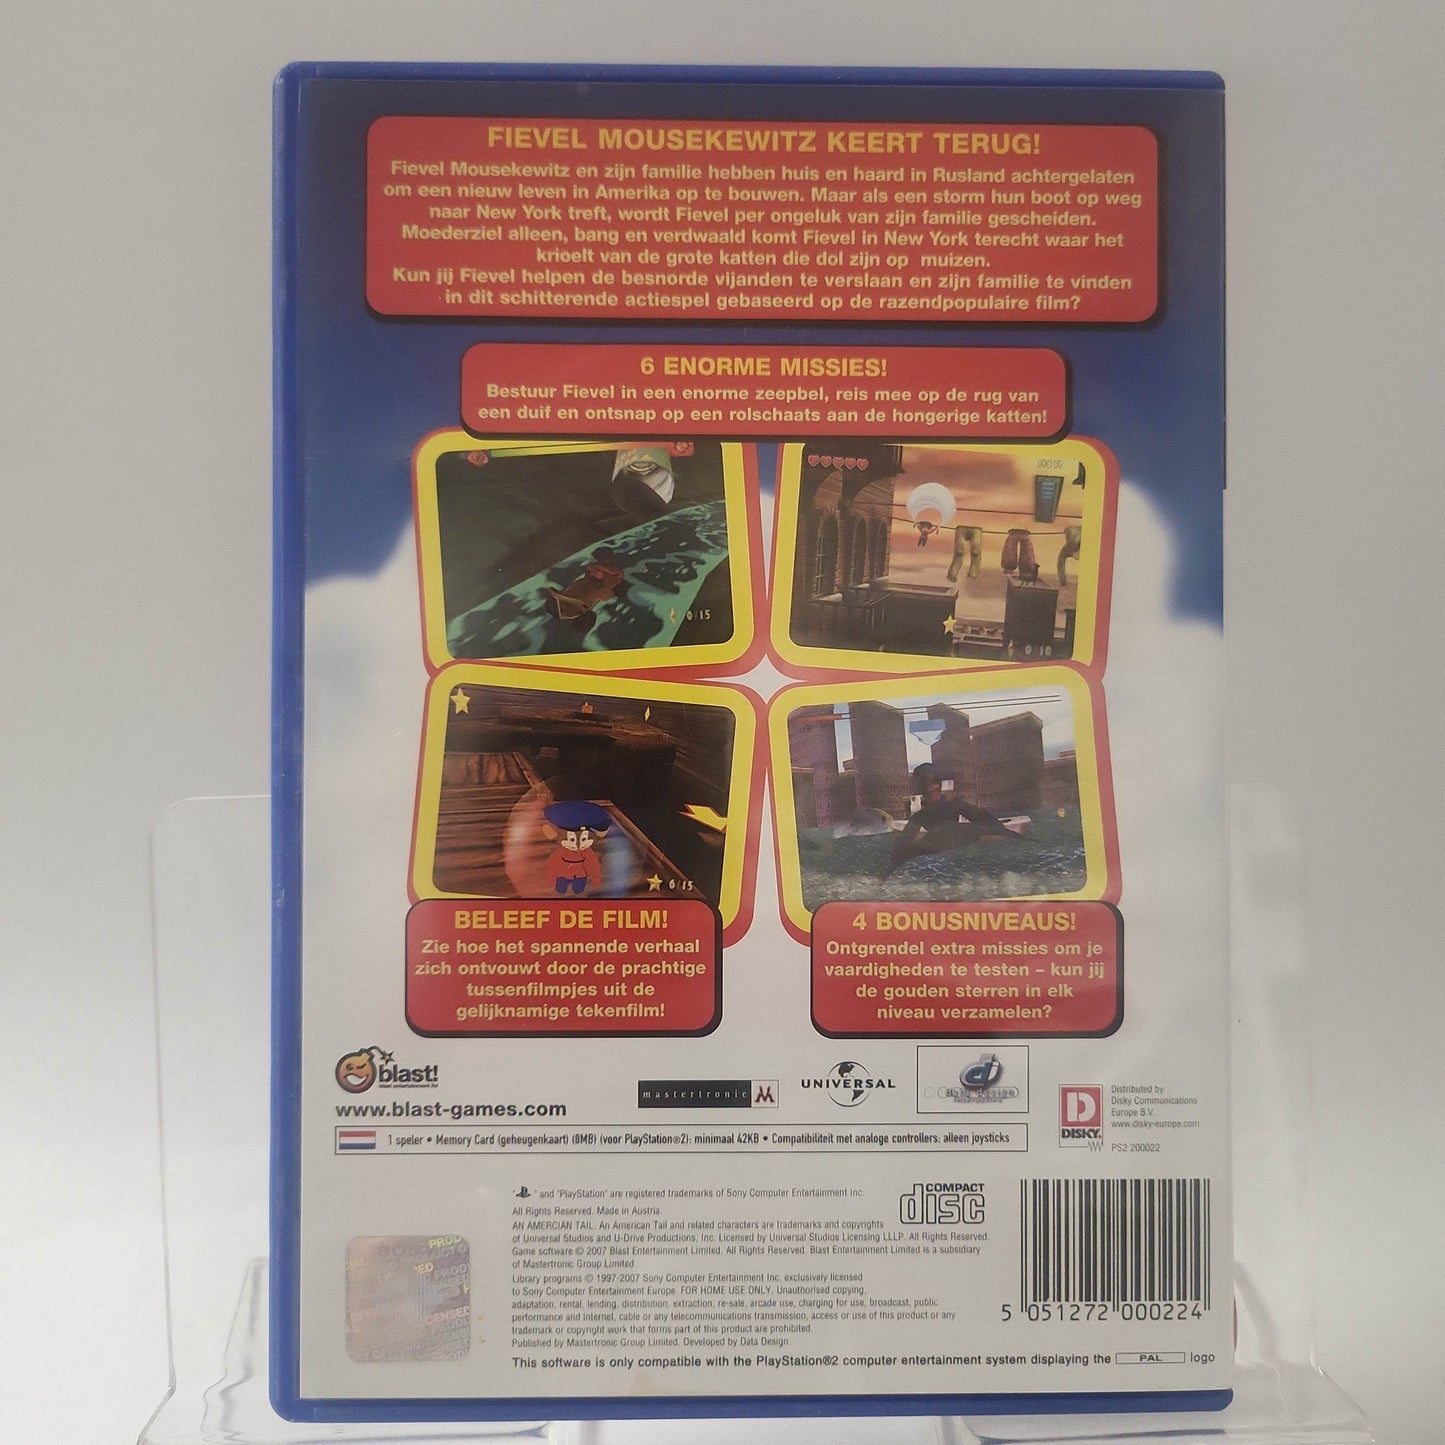 FIEVEL MOUSEKEWITZ KEERT TERUG!
Fievel Mousekewitz en zijn familie hebben huis en haard in Rusland achtergelaten
om een nieuw leven in Amerika op te bouwen. Maar als een storm hun boot op weg
naar New York treft, wordt Fievel per ongeluk van zijn familie gescheiden.
Moederziel alleen, bang en verdwaald komt Fievel in New York terecht waar het
krioelt van de grote katten die dol zijn op muizen.
Kun jij Fievel helpen de besnorde vijanden te verslaan en zijn familie te vinden
in dit schitterende actiespel gebaseerd op de razendpopulaire film?
6 ENORME MISSIES!
Bestuur Fievel in een enorme zeepbel, reis mee op de rug van
een duif en ontsnap op een rolschaats aan de hongerige katten!
0/15
0/10
6/15
BELEEF DE FILM!
Zie hoe het spannende verhaal
zich ontvouwt door de prachtige
tussenfilmpjes uit de
gelijknamige tekenfilm!
4 BONUSNIVEAUS!
Ontgrendel extra missies om je
vaardigheden te testen – kun jij
de gouden sterren in elk
niveau verzamelen?
blast!
blast entertainment ltd
www.blast-games.com
mastertronic M
UNIVERSAL
DISKY
Distributed by
Disky Communications
Europe B.V.
www.disky-europe.com
PS2 200022
1 speler • Memory Card (geheugenkaart) (8MB) (voor PlayStation®2): minimaal 42KB • Compatibiliteit met analoge controllers: alleen joysticks
" " and "PlayStation" are registered trademarks of Sony Computer Entertainment Inc.
All Rights Reserved. Made in Austria.
AN AMERCIAN TAIL. An American Tail and related characters are trademarks and copyrights
of Universal Studios and U-Drive Productions, Inc. Licensed by Universal Studios Licensing LLLP. All Rights Reserved.
Game software © 2007 Blast Entertainment Limited. All Rights Reserved. Blast Entertainment Limited is a subsidiary
of Mastertronic Group Limited.
Library programs © 1997-2007 Sony Computer Entertainment Inc. exclusively licensed
to Sony Computer Entertainment Europe. FOR HOME USE ONLY. Unauthorised copying,
adaptation, rental, lending, distribution, extraction, re-sale, arcade use, charging for use, broadcast, public
performance and internet, cable or any telecommunications transmission, access or use of this product or any
trademark or copyright work that forms part of this product are prohibited.
Published by Mastertronic Group Limited. Developed by Data Design.
This software is only compatible with the PlayStation®2 computer entertainment system displaying the PAL logo
COMPACT
disc
5 051272 000224